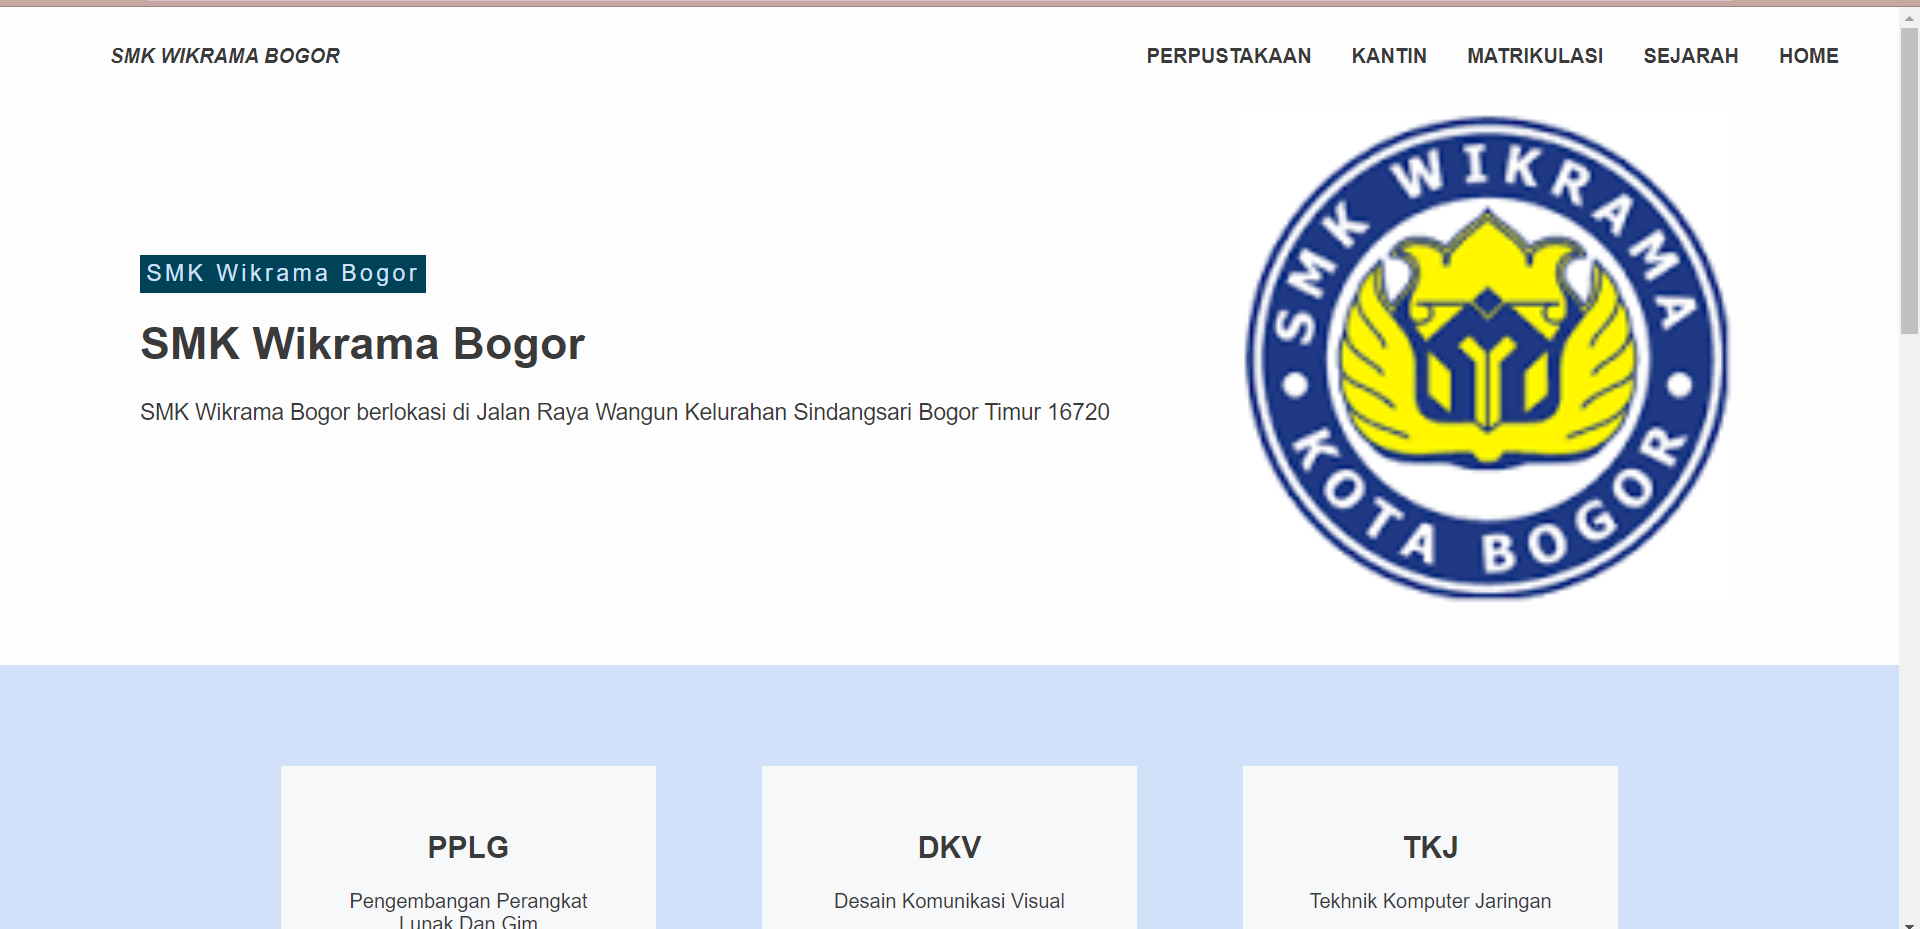 SMK WIKRAMA BOGOR
PERPUSTAKAAN
KANTIN
MATRIKULASI
SEJARAH
HOME
SMK WIKRAMA
KOTA BOGOR
SMK Wikrama Bogor
SMK Wikrama Bogor
SMK Wikrama Bogor berlokasi di Jalan Raya Wangun Kelurahan Sindangsari Bogor Timur 16720
PPLG
Pengembangan Perangkat
Lunak Dan Gim
DKV
Desain Komunikasi Visual
TKJ
Tekhnik Komputer Jaringan